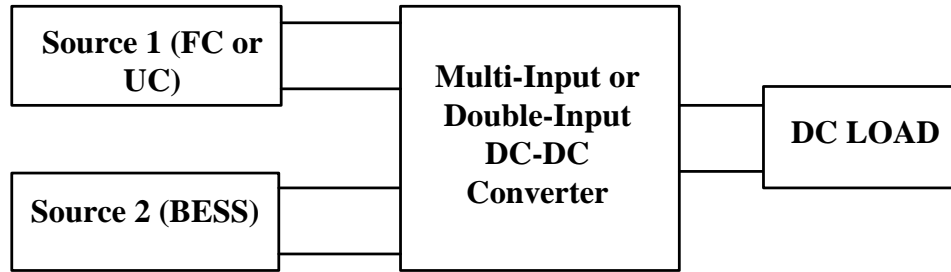 Source 1 (FC or
UC)
Multi-Input or
Double-Input
DC-DC
Converter
DC LOAD
Source 2 (BESS)